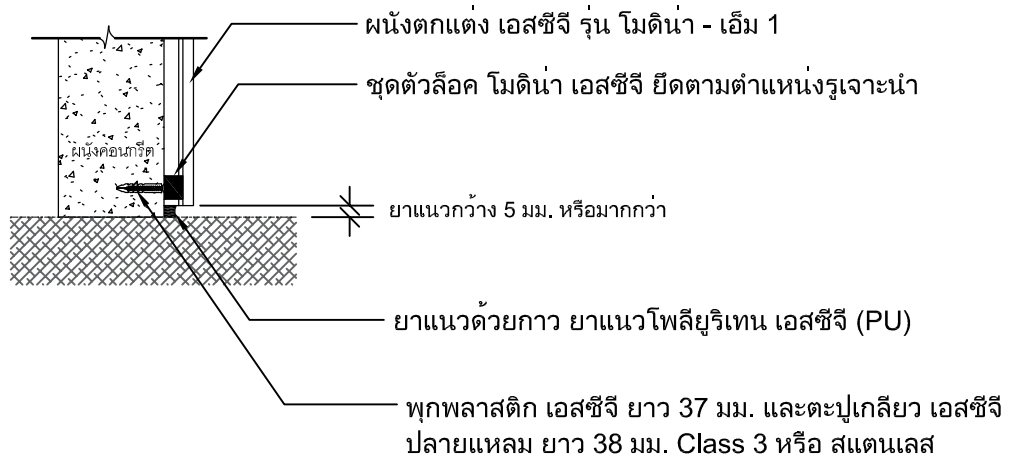 ผนังตกแต่ง เอสซีจี รุ่น โมดิน่า - เอ็ม 1
ชุดตัวล็อค โมดิน่า เอสซีจี ยึดตามตำแหน่งรูเจาะนำ
ผนังคอนกรีต
ยาแนวกว้าง 5 มม. หรือมากกว่า
ยาแนวด้วยกาว ยาแนวโพลียูริเทน เอสซีจี (PU)
พุกพลาสติก เอสซีจี ยาว 37 มม. และตะปูเกลียว เอสซีจี
ปลายแหลม ยาว 38 มม. Class 3 หรือ สแตนเลส